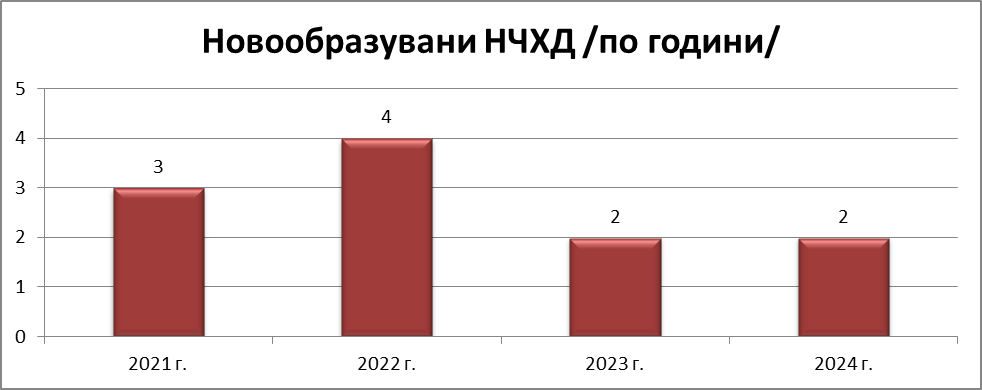 Новообразувани НЧХД /по години/
5
4
3
2
1
0
3
4
2
2
2021 г.
2022 г.
2023 г.
2024 г.